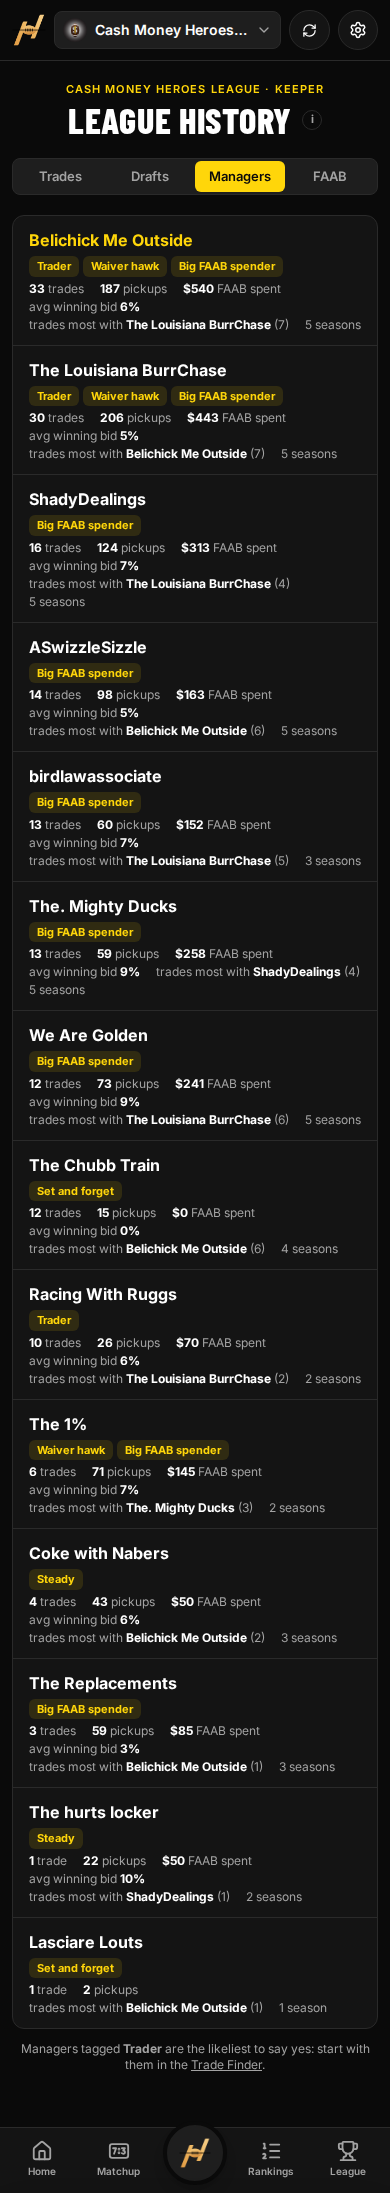 Cash Money Heroes...
CASH MONEY HEROES LEAGUE · KEEPER
LEAGUE HISTORY i
Trades Drafts Managers FAAB
Belichick Me Outside
Trader Waiver hawk Big FAAB spender
33 trades 187 pickups $540 FAAB spent
avg winning bid 6%
trades most with The Louisiana BurrChase (7) 5 seasons
The Louisiana BurrChase
Trader Waiver hawk Big FAAB spender
30 trades 206 pickups $443 FAAB spent
avg winning bid 5%
trades most with Belichick Me Outside (7) 5 seasons
ShadyDealings
Big FAAB spender
16 trades 124 pickups $313 FAAB spent
avg winning bid 7%
trades most with The Louisiana BurrChase (4)
5 seasons
ASwizzleSizzle
Big FAAB spender
14 trades 98 pickups $163 FAAB spent
avg winning bid 5%
trades most with Belichick Me Outside (6) 5 seasons
birdlawassociate
Big FAAB spender
13 trades 60 pickups $152 FAAB spent
avg winning bid 7%
trades most with The Louisiana BurrChase (5) 3 seasons
The. Mighty Ducks
Big FAAB spender
13 trades 59 pickups $258 FAAB spent
avg winning bid 9% trades most with ShadyDealings (4)
5 seasons
We Are Golden
Big FAAB spender
12 trades 73 pickups $241 FAAB spent
avg winning bid 9%
trades most with The Louisiana BurrChase (6) 5 seasons
The Chubb Train
Set and forget
12 trades 15 pickups $0 FAAB spent
avg winning bid 0%
trades most with Belichick Me Outside (6) 4 seasons
Racing With Ruggs
Trader
10 trades 26 pickups $70 FAAB spent
avg winning bid 6%
trades most with The Louisiana BurrChase (2) 2 seasons
The 1%
Waiver hawk Big FAAB spender
6 trades 71 pickups $145 FAAB spent
avg winning bid 7%
trades most with The. Mighty Ducks (3) 2 seasons
Coke with Nabers
Steady
4 trades 43 pickups $50 FAAB spent
avg winning bid 6%
trades most with Belichick Me Outside (2) 3 seasons
The Replacements
Big FAAB spender
3 trades 59 pickups $85 FAAB spent
avg winning bid 3%
trades most with Belichick Me Outside (1) 3 seasons
The hurts locker
Steady
1 trade 22 pickups $50 FAAB spent
avg winning bid 10%
trades most with ShadyDealings (1) 2 seasons
Lasciare Louts
Set and forget
1 trade 2 pickups
trades most with Belichick Me Outside (1) 1 season
Managers tagged Trader are the likeliest to say yes: start with
them in the Trade Finder.
7:3
Home Matchup Rankings League